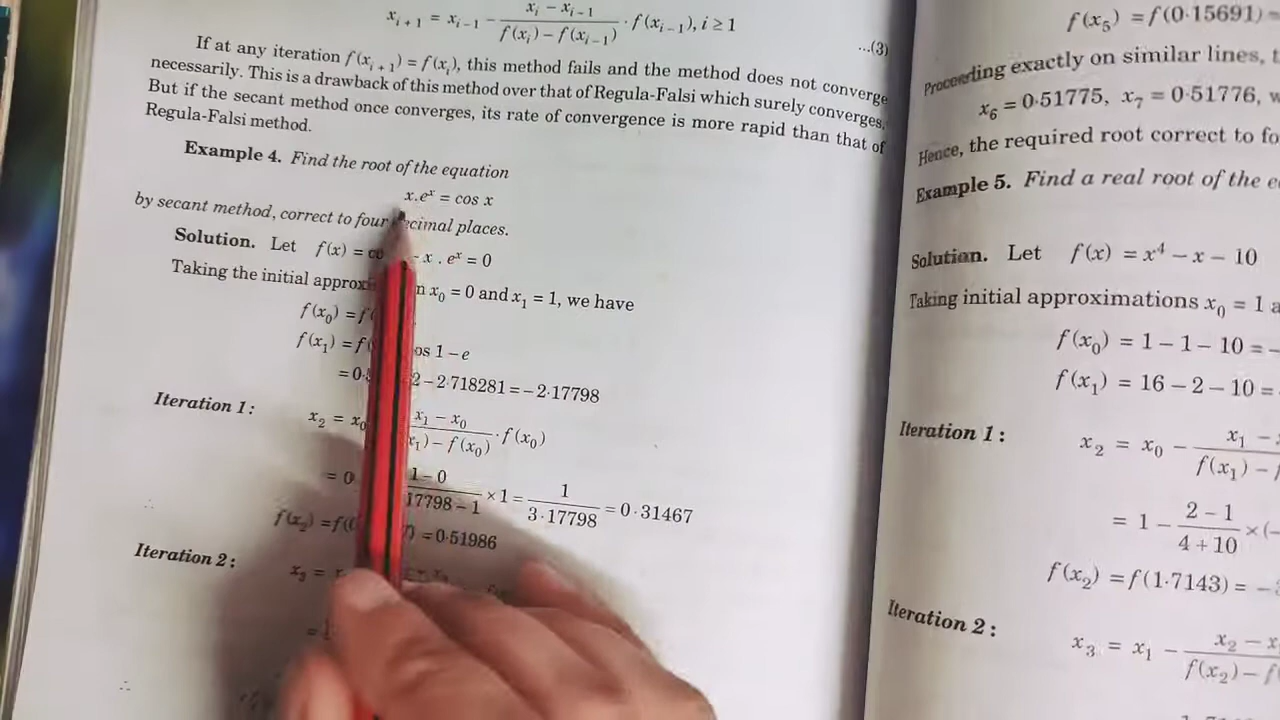 x_{i+1} = x_{i-1} - \frac{x_i - x_{i-1}}{f(x_i) - f(x_{i-1})} · f(x_{i-1}), i ≥ 1
...(3)
If at any iteration f(x_{i+1}) = f(x_i), this method fails and the method does not converge
necessarily. This is a drawback of this method over that of Regula-Falsi which surely converges.
But if the secant method once converges, its rate of convergence is more rapid than that of
Regula-Falsi method.
Example 4. Find the root of the equation
x.e^x = cos x
by secant method, correct to four decimal places.
Solution. Let f(x) = - x . e^x = 0
Taking the initial x_0 = 0 and x_1 = 1, we have
f(x_0) =
f(x_1) = 1 - e
= 2 - 2·718281 = -2·17798
Iteration 1 :
x_2 = \frac{x_1 - x_0}{- f(x_0)} · f(x_0)
= 0 \frac{1 - 0}{17798 - 1} × 1 = \frac{1}{3·17798} = 0·31467
∴ f(x_2) = = 0·51986
Iteration 2 :
x_3 =
∴
f(x_5) = f(0·15691) =
Proceeding exactly on similar lines,
x_6 = 0·51775, x_7 = 0·51776,
Hence, the required root correct to
Example 5. Find a real root of the
Solution. Let f(x) = x^4 - x - 10
Taking initial approximations x_0 = 1
f(x_0) = 1 - 1 - 10 =
f(x_1) = 16 - 2 - 10 =
Iteration 1 :
x_2 = x_0 - \frac{x_1 -}{f(x_1) -}
= 1 - \frac{2 - 1}{4 + 10} ×
f(x_2) = f(1·7143) = -
Iteration 2 :
x_3 = x_1 - \frac{x_2 - x}{f(x_2) -}